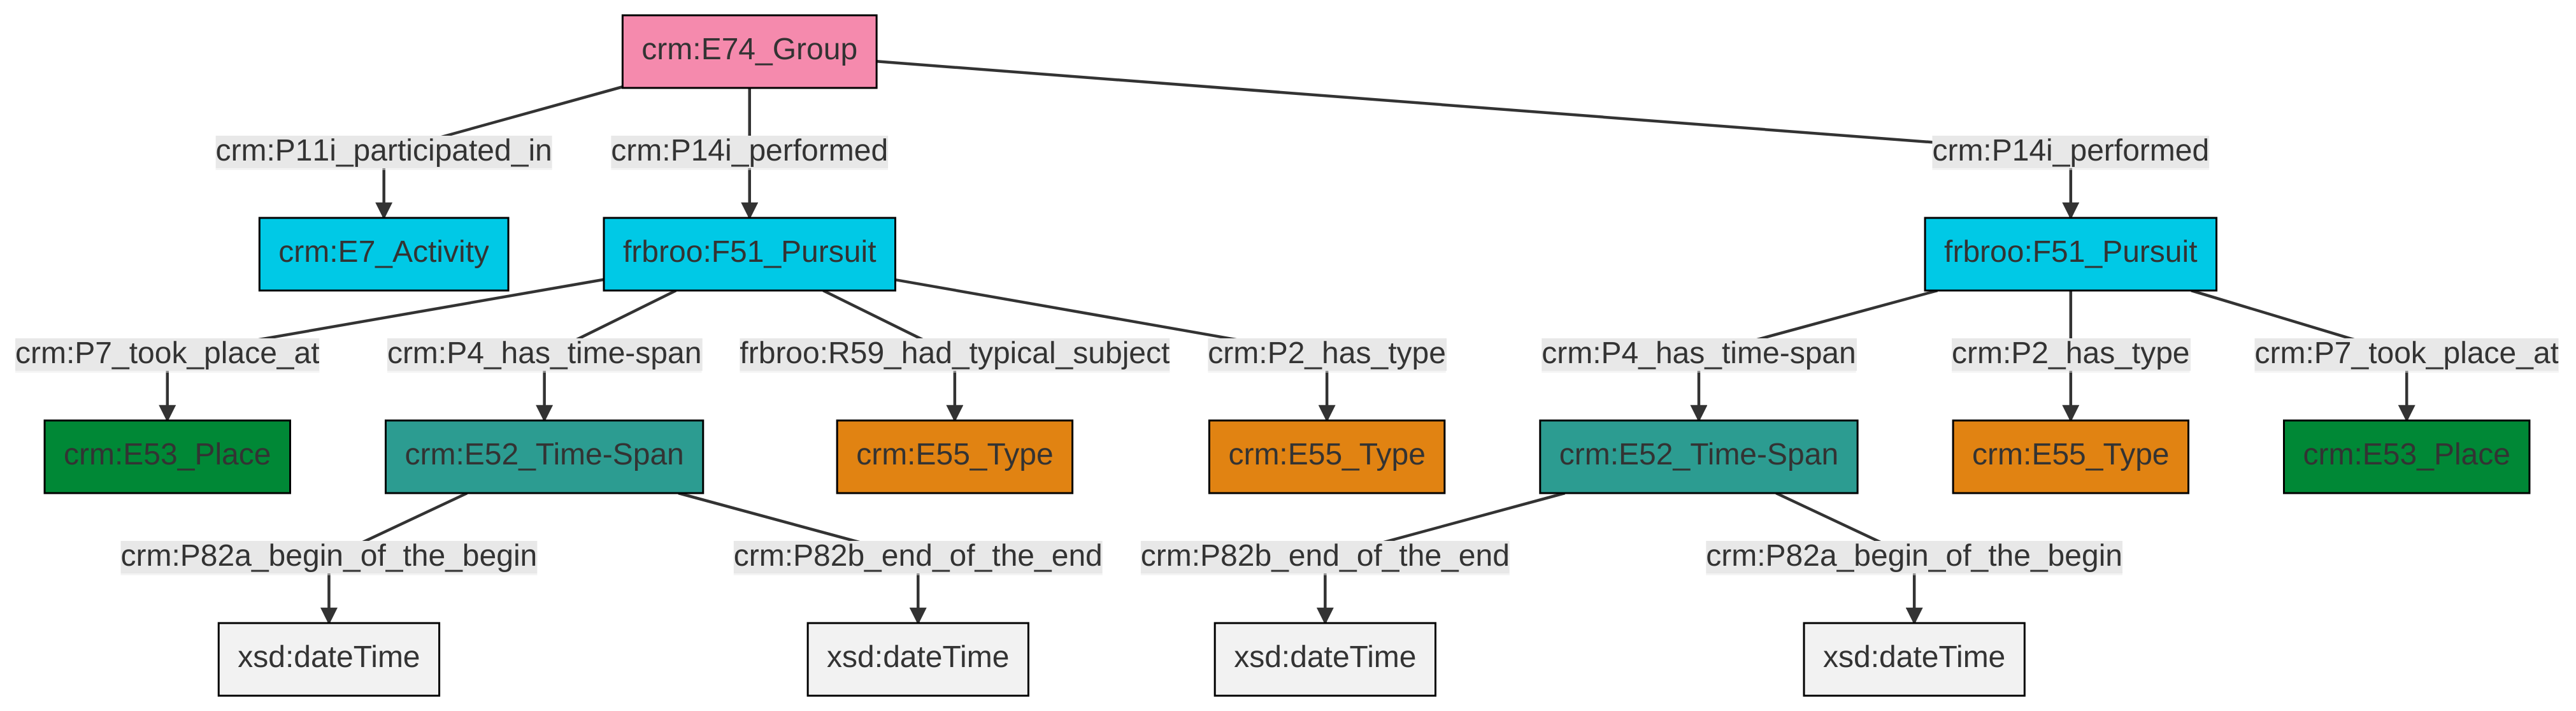 crm:E74_Group
crm:P11i_participated_in
crm:P14i_performed
crm:P14i_performed
crm:E7_Activity
frbroo:F51_Pursuit
frbroo:F51_Pursuit
crm:P7_took_place_at
crm:P4_has_time-span
frbroo:R59_had_typical_subject
crm:P2_has_type
crm:P4_has_time-span
crm:P2_has_type
crm:P7_took_place_at
crm:E53_Place
crm:E52_Time-Span
crm:E55_Type
crm:E55_Type
crm:E52_Time-Span
crm:E55_Type
crm:E53_Place
crm:P82a_begin_of_the_begin
crm:P82b_end_of_the_end
crm:P82b_end_of_the_end
crm:P82a_begin_of_the_begin
xsd:dateTime
xsd:dateTime
xsd:dateTime
xsd:dateTime